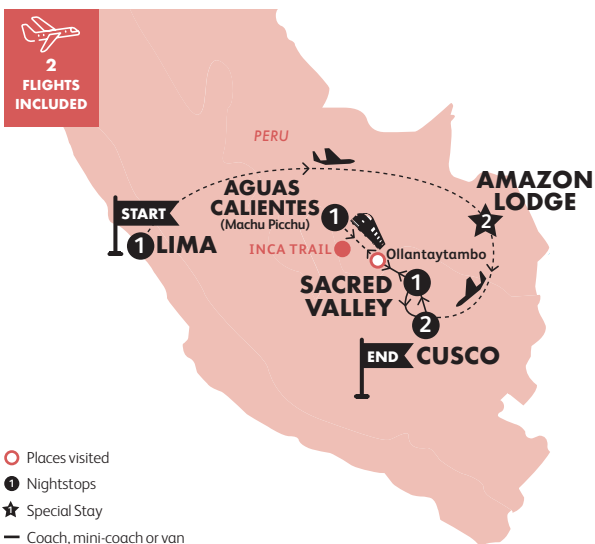 2
FLIGHTS
INCLUDED
PERU
AMAZON
LODGE
2
AGUAS
CALIENTES
(Machu Picchu)
1
START
1 LIMA
INCA TRAIL
Ollantaytambo
SACRED
VALLEY
1
2
END CUSCO
Places visited
1 Nightstops
1 Special Stay
Coach, mini-coach or van